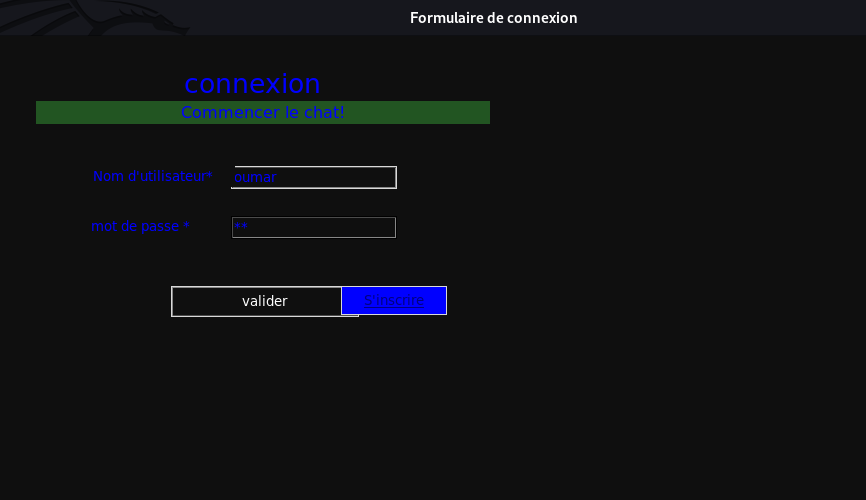 Formulaire de connexion
connexion
Commencer le chat!
Nom d'utilisateur*
oumar
mot de passe *
**
valider
S'inscrire